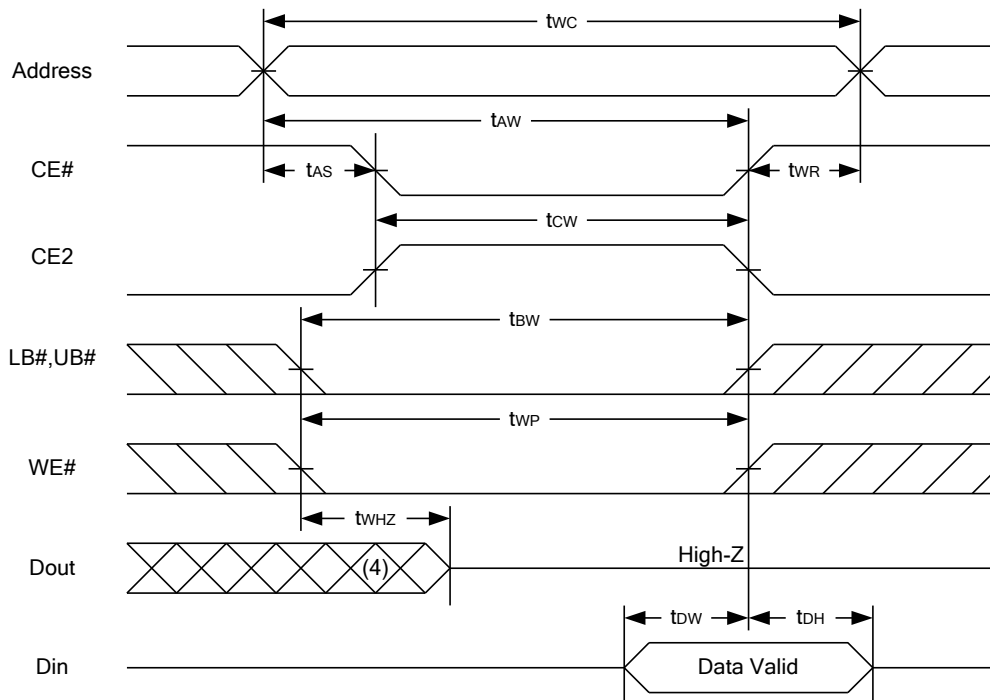 tWC
Address
tAW
CE#
tAS
tWR
tCW
CE2
tBW
LB#,UB#
tWP
WE#
tWHZ
Dout
(4)
High-Z
tDW
tDH
Din
Data Valid